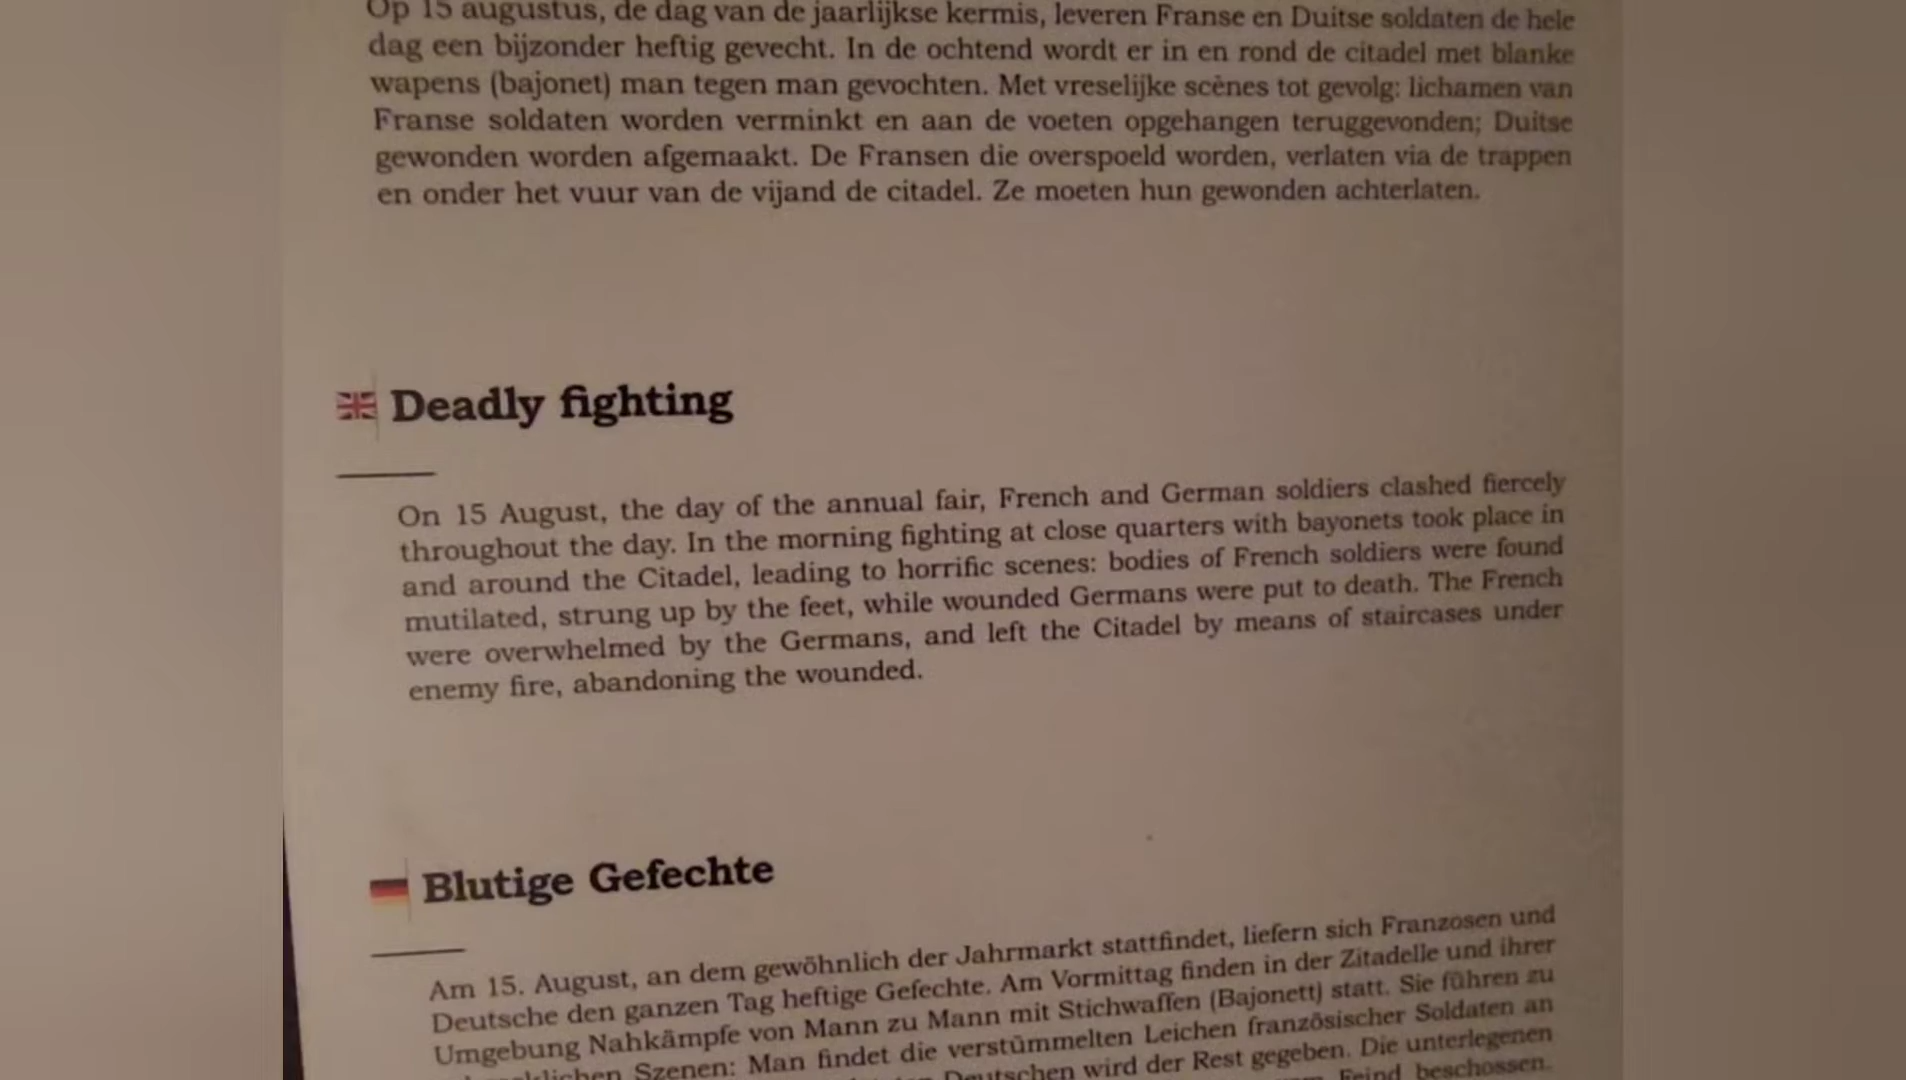 Op 15 augustus, de dag van de jaarlijkse kermis, leveren Franse en Duitse soldaten de hele
dag een bijzonder heftig gevecht. In de ochtend wordt er in en rond de citadel met blanke
wapens (bajonet) man tegen man gevochten. Met vreselijke scènes tot gevolg: lichamen van
Franse soldaten worden verminkt en aan de voeten opgehangen teruggevonden; Duitse
gewonden worden afgemaakt. De Fransen die overspoeld worden, verlaten via de trappen
en onder het vuur van de vijand de citadel. Ze moeten hun gewonden achterlaten.
Deadly fighting
On 15 August, the day of the annual fair, French and German soldiers clashed fiercely
throughout the day. In the morning fighting at close quarters with bayonets took place in
and around the Citadel, leading to horrific scenes: bodies of French soldiers were found
mutilated, strung up by the feet, while wounded Germans were put to death. The French
were overwhelmed by the Germans, and left the Citadel by means of staircases under
enemy fire, abandoning the wounded.
Blutige Gefechte
Am 15. August, an dem gewöhnlich der Jahrmarkt stattfindet, liefern sich Franzosen und
Deutsche den ganzen Tag heftige Gefechte. Am Vormittag finden in der Zitadelle und ihrer
Umgebung Nahkämpfe von Mann zu Mann mit Stichwaffen (Bajonett) statt. Sie führen zu
Szenen: Man findet die verstümmelten Leichen französischer Soldaten an
Deutschen wird der Rest gegeben. Die unterlegenen
Feind beschossen.